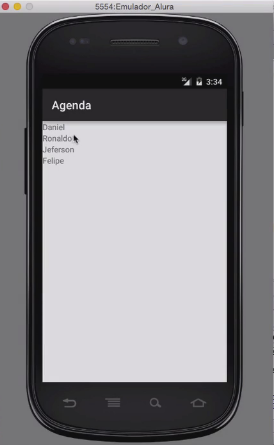 5554:Emulador_Alura
3:34
Agenda
Daniel
Ronaldo
Jeferson
Felipe